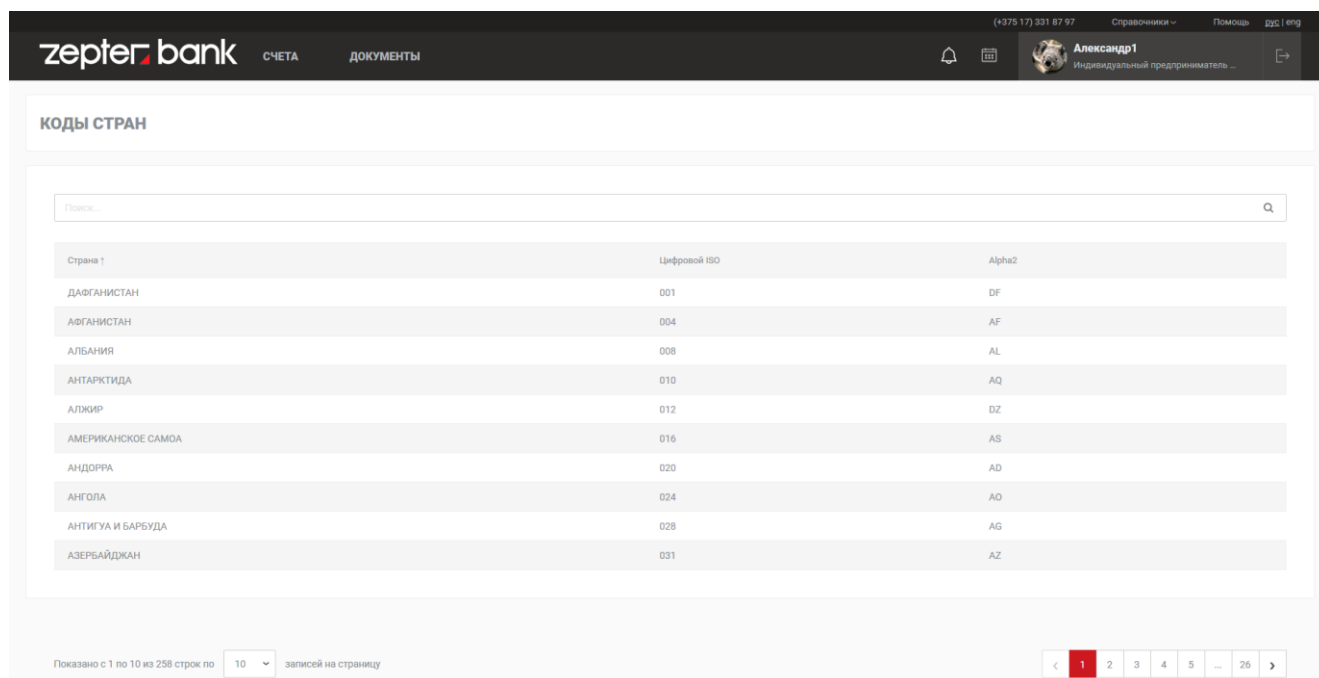 (+375 17) 331 87 97 Справочники Помощь рус | eng
zepter bank СЧЕТА ДОКУМЕНТЫ Александр1
Индивидуальный предприниматель ...
КОДЫ СТРАН
Поиск...
Страна ↑ Цифровой ISO Alpha2
ДАФГАНИСТАН 001 DF
АФГАНИСТАН 004 AF
АЛБАНИЯ 008 AL
АНТАРКТИДА 010 AQ
АЛЖИР 012 DZ
АМЕРИКАНСКОЕ САМОА 016 AS
АНДОРРА 020 AD
АНГОЛА 024 AO
АНТИГУА И БАРБУДА 028 AG
АЗЕРБАЙДЖАН 031 AZ
Показано с 1 по 10 из 258 строк по 10 записей на страницу < 1 2 3 4 5 ... 26 >